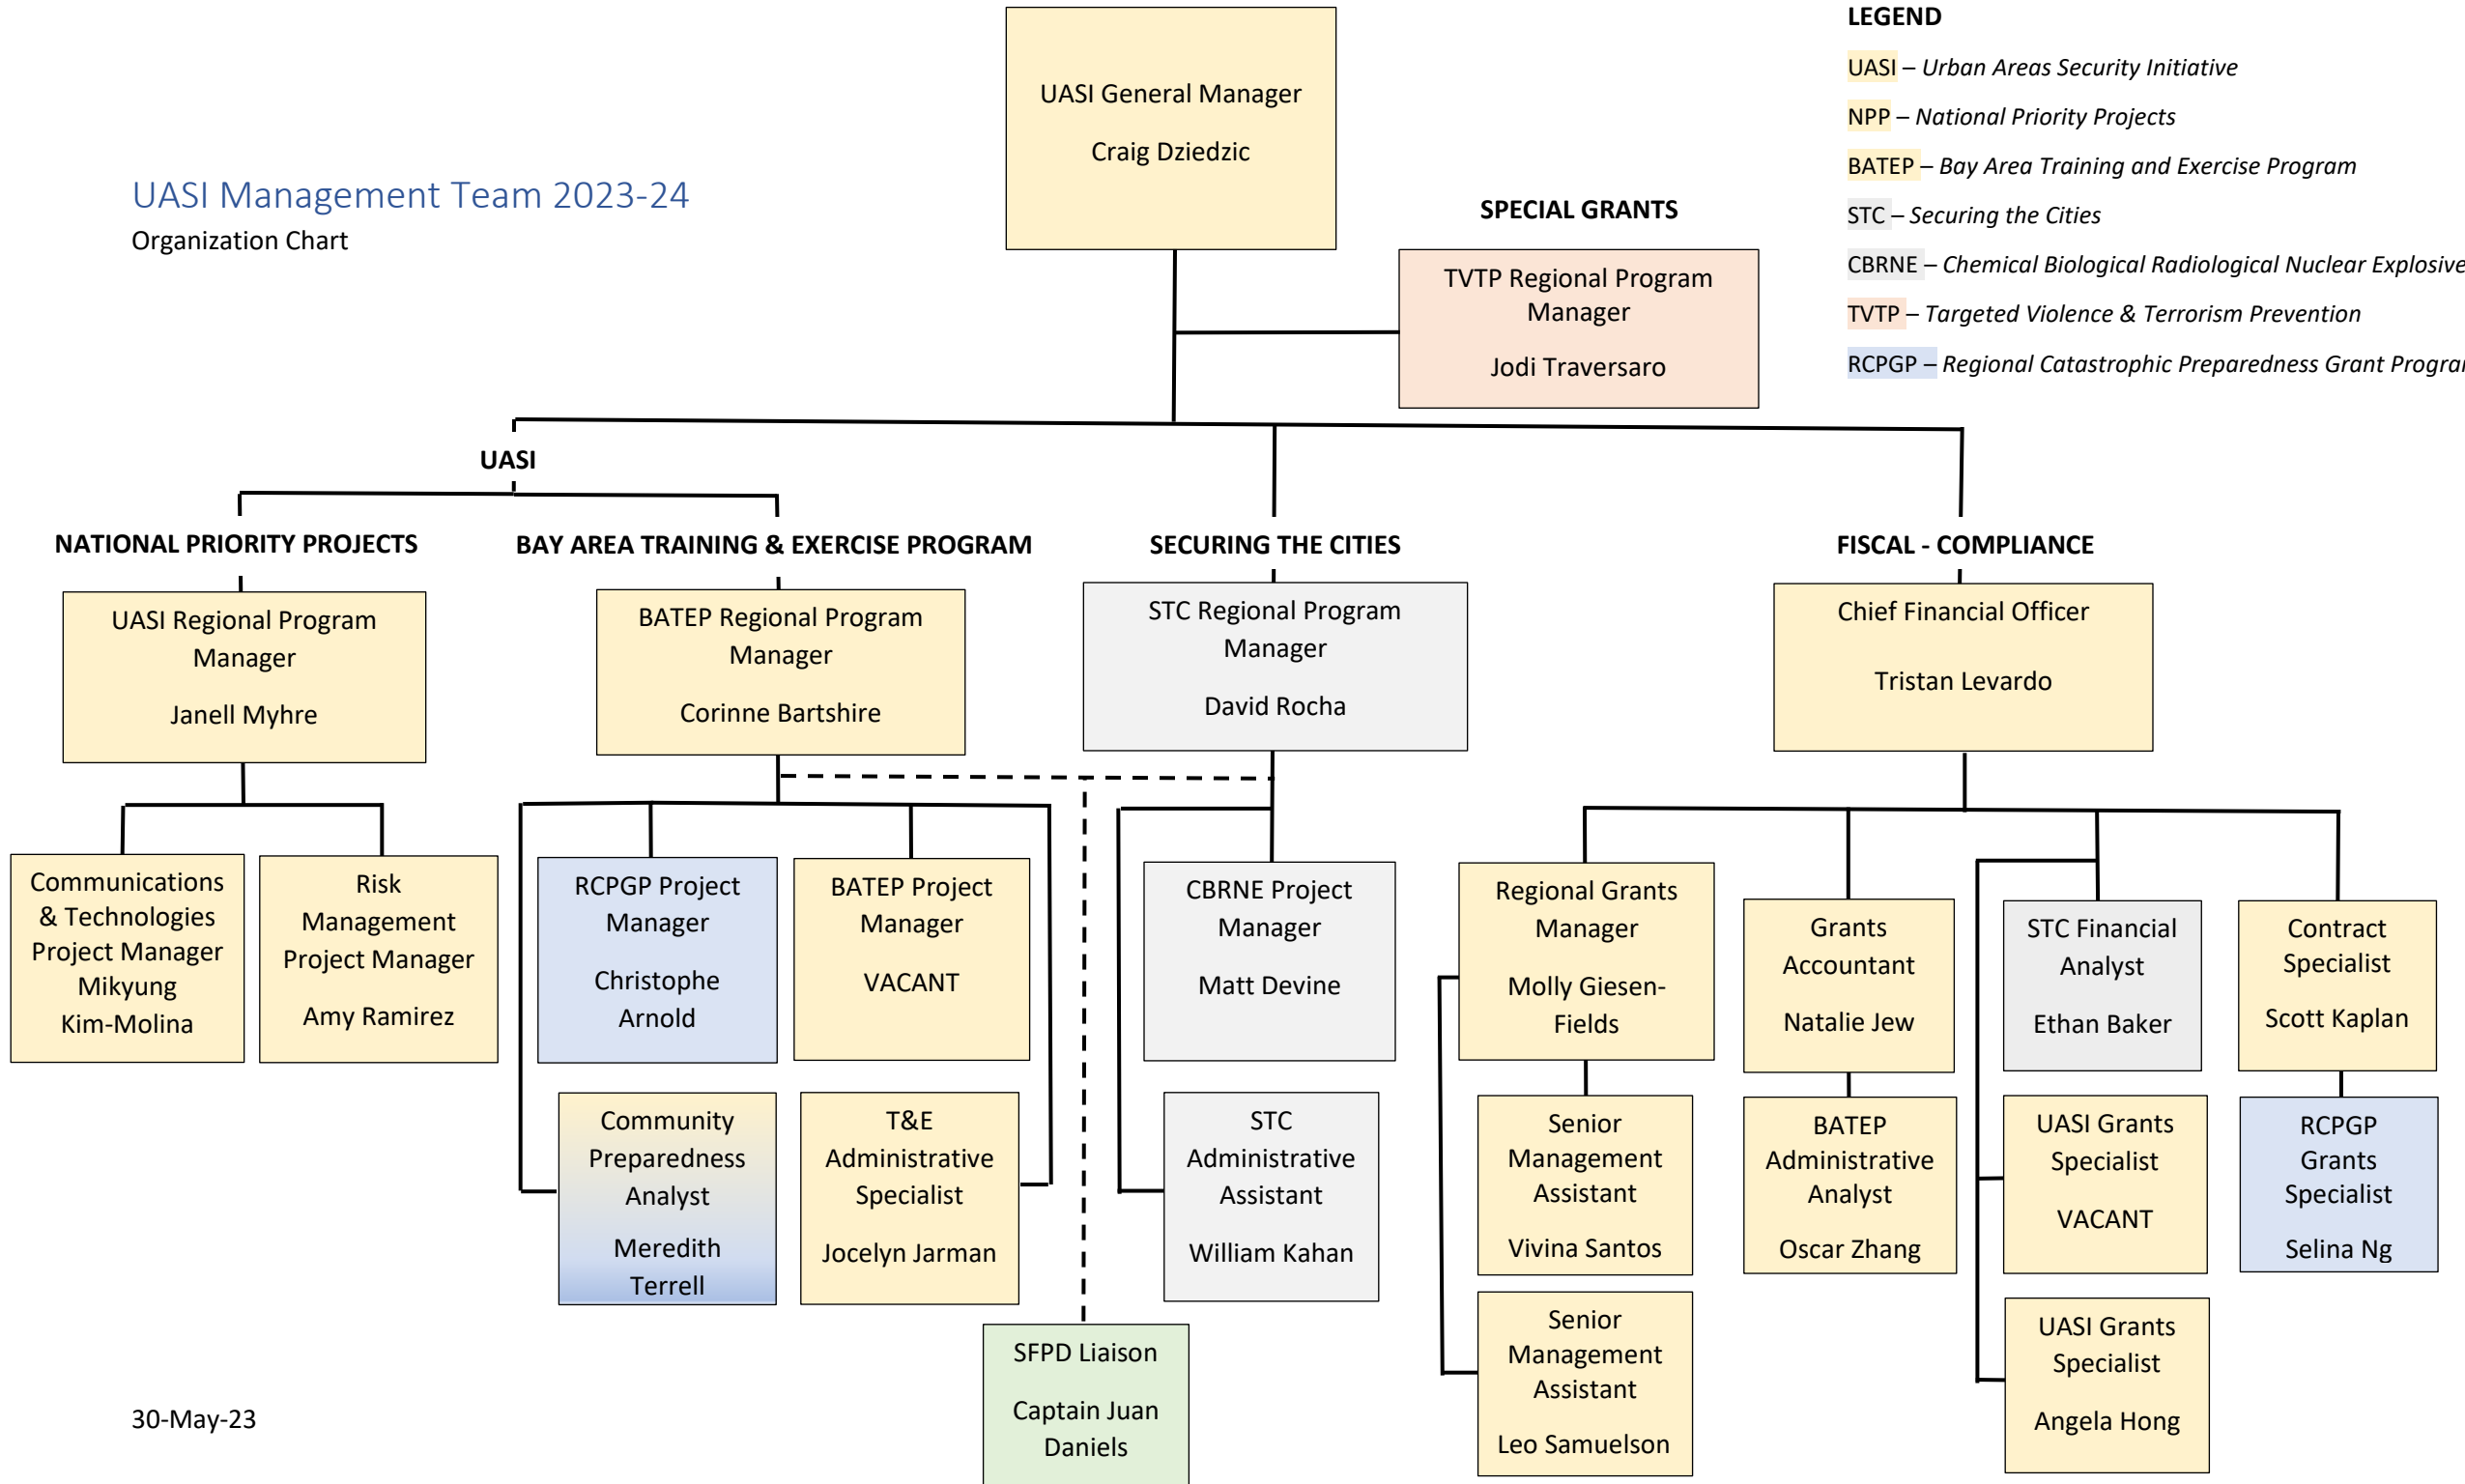 UASI Management Team 2023-24
Organization Chart
UASI General Manager
Craig Dziedzic
SPECIAL GRANTS
TVTP Regional Program
Manager
Jodi Traversaro
LEGEND
UASI – Urban Areas Security Initiative
NPP – National Priority Projects
BATEP – Bay Area Training and Exercise Program
STC – Securing the Cities
CBRNE – Chemical Biological Radiological Nuclear Explosive
TVTP – Targeted Violence & Terrorism Prevention
RCPGP – Regional Catastrophic Preparedness Grant Progra
UASI
NATIONAL PRIORITY PROJECTS
UASI Regional Program
Manager
Janell Myhre
Communications
& Technologies
Project Manager
Mikyung
Kim-Molina
Risk
Management
Project Manager
Amy Ramirez
BAY AREA TRAINING & EXERCISE PROGRAM
BATEP Regional Program
Manager
Corinne Bartshire
RCPGP Project
Manager
Christophe
Arnold
BATEP Project
Manager
VACANT
Community
Preparedness
Analyst
Meredith
Terrell
T&E
Administrative
Specialist
Jocelyn Jarman
SECURING THE CITIES
STC Regional Program
Manager
David Rocha
CBRNE Project
Manager
Matt Devine
STC
Administrative
Assistant
William Kahan
SFPD Liaison
Captain Juan
Daniels
FISCAL - COMPLIANCE
Chief Financial Officer
Tristan Levardo
Regional Grants
Manager
Molly Giesen-
Fields
Senior
Management
Assistant
Vivina Santos
Senior
Management
Assistant
Leo Samuelson
Grants
Accountant
Natalie Jew
BATEP
Administrative
Analyst
Oscar Zhang
STC Financial
Analyst
Ethan Baker
UASI Grants
Specialist
VACANT
UASI Grants
Specialist
Angela Hong
Contract
Specialist
Scott Kaplan
RCPGP
Grants
Specialist
Selina Ng
30-May-23